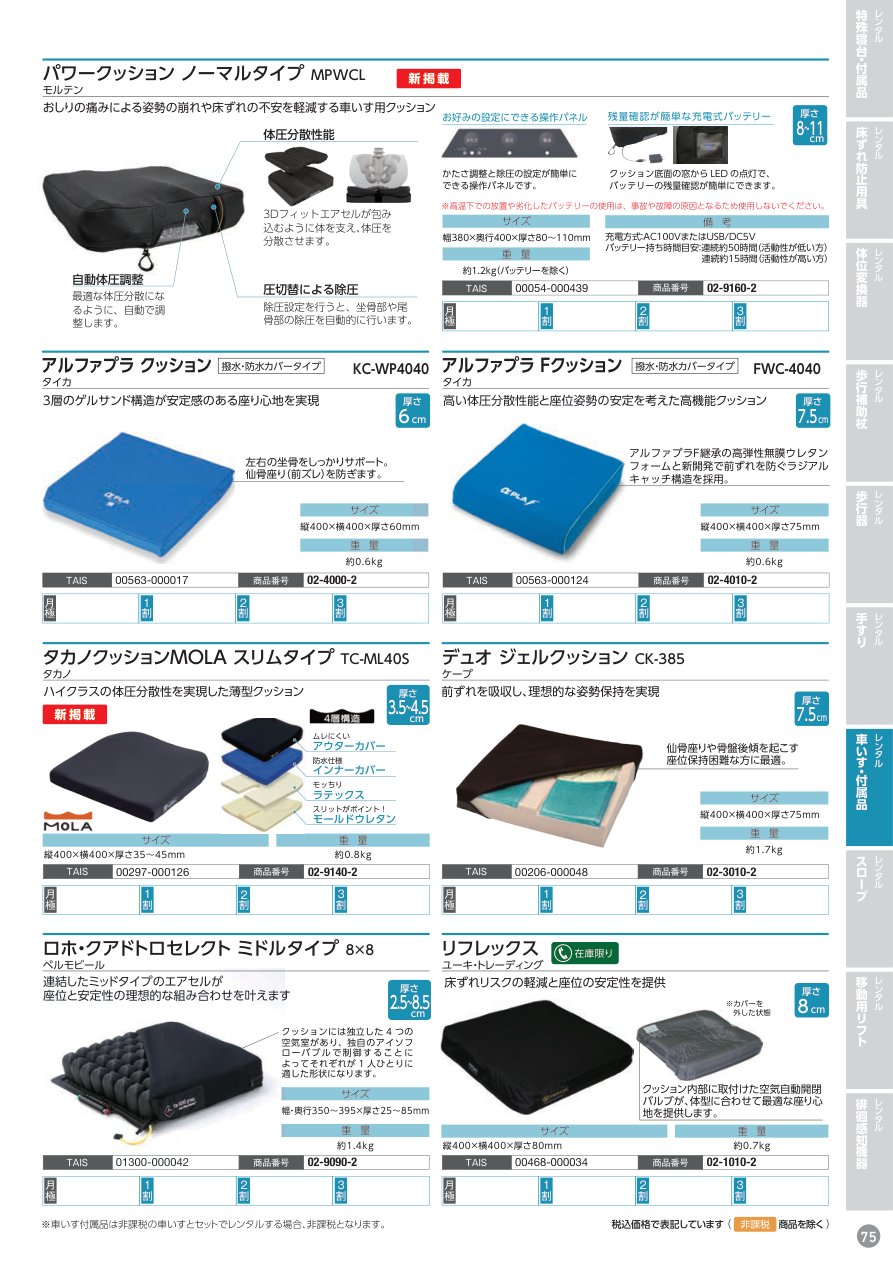 パワークッション ノーマルタイプ MPWCL
新掲載
モルテン
おしりの痛みによる姿勢の崩れや床ずれの不安を軽減する車いす用クッション
体圧分散性能
3Dフィットエアセルが包み
込むように体を支え、体圧を
分散させます。
自動体圧調整
最適な体圧分散にな
るように、自動で調
整します。
圧切替による除圧
除圧設定を行うと、坐骨部や尾
骨部の除圧を自動的に行います。
お好みの設定にできる操作パネル
かたさ調整と除圧の設定が簡単に
できる操作パネルです。
残量確認が簡単な充電式バッテリー
クッション底面の窓からLEDの点灯で、
バッテリーの残量確認が簡単にできます。
厚さ
8~11
cm
※高温下での放置や劣化したバッテリーの使用は、事故や故障の原因となるため使用しないでください。
サイズ
幅380×奥行400×厚さ80～110mm
重 量
約1.2kg(バッテリーを除く)
備 考
充電方式:AC100VまたはUSB/DC5V
バッテリー持ち時間目安:連続約50時間(活動性が低い方)
連続約15時間(活動性が高い方)
TAIS 00054-000439 商品番号 02-9160-2
月極 1割 2割 3割
アルファプラ クッション 撥水・防水カバータイプ KC-WP4040
タイカ
3層のゲルサンド構造が安定感のある座り心地を実現
厚さ
6cm
左右の坐骨をしっかりサポート。
仙骨座り(前ズレ)を防ぎます。
αPLA
サイズ
縦400×横400×厚さ60mm
重 量
約0.6kg
TAIS 00563-000017 商品番号 02-4000-2
月極 1割 2割 3割
アルファプラ Fクッション 撥水・防水カバータイプ FWC-4040
タイカ
高い体圧分散性能と座位姿勢の安定を考えた高機能クッション
厚さ
7.5cm
アルファプラF継承の高弾性無膜ウレタン
フォームと新開発で前ずれを防ぐラジアル
キャッチ構造を採用。
αPLA F
サイズ
縦400×横400×厚さ75mm
重 量
約0.6kg
TAIS 00563-000124 商品番号 02-4010-2
月極 1割 2割 3割
タカノクッションMOLA スリムタイプ TC-ML40S
タカノ
ハイクラスの体圧分散性を実現した薄型クッション
新掲載
厚さ
3.5~4.5
cm
4層構造
ムレにくい
アウターカバー
防水仕様
インナーカバー
モッちり
ラテックス
スリットがポイント！
モールドウレタン
MOLA
サイズ
縦400×横400×厚さ35～45mm
重 量
約0.8kg
TAIS 00297-000126 商品番号 02-9140-2
月極 1割 2割 3割
デュオ ジェルクッション CK-385
ケープ
前ずれを吸収し、理想的な姿勢保持を実現
厚さ
7.5cm
仙骨座りや骨盤後傾を起こす
座位保持困難な方に最適。
サイズ
縦400×横400×厚さ75mm
重 量
約1.7kg
TAIS 00206-000048 商品番号 02-3010-2
月極 1割 2割 3割
ロホ・クアドトロセレクト ミドルタイプ 8×8
ペルモビール
連結したミッドタイプのエアセルが
座位と安定性の理想的な組み合わせを叶えます
厚さ
2.5~8.5
cm
クッションには独立した4つの
空気室があり、独自のアイソフ
ローバブルで制御することに
よってそれぞれが1人ひとりに
適した形状になります。
サイズ
幅・奥行350～395×厚さ25～85mm
重 量
約1.4kg
TAIS 01300-000042 商品番号 02-9090-2
月極 1割 2割 3割
リフレックス 在庫限り
ユーキ・トレーディング
床ずれリスクの軽減と座位の安定性を提供
厚さ
8cm
※カバーを
外した状態
クッション内部に取付けた空気自動開閉
バルブが、体型に合わせて最適な座り心
地を提供します。
サイズ
縦400×横400×厚さ80mm
重 量
約0.7kg
TAIS 00468-000034 商品番号 02-1010-2
月極 1割 2割 3割
※車いす付属品は非課税の車いすとセットでレンタルする場合、非課税となります。
税込価格で表記しています（ 非課税 商品を除く）
75
レンタル
特殊寝台・付属品
レンタル
床ずれ防止用具
レンタル
体位変換器
レンタル
歩行補助杖
レンタル
歩行器
レンタル
手すり
レンタル
車いす・付属品
レンタル
スロープ
レンタル
移動用リフト
レンタル
徘徊感知機器